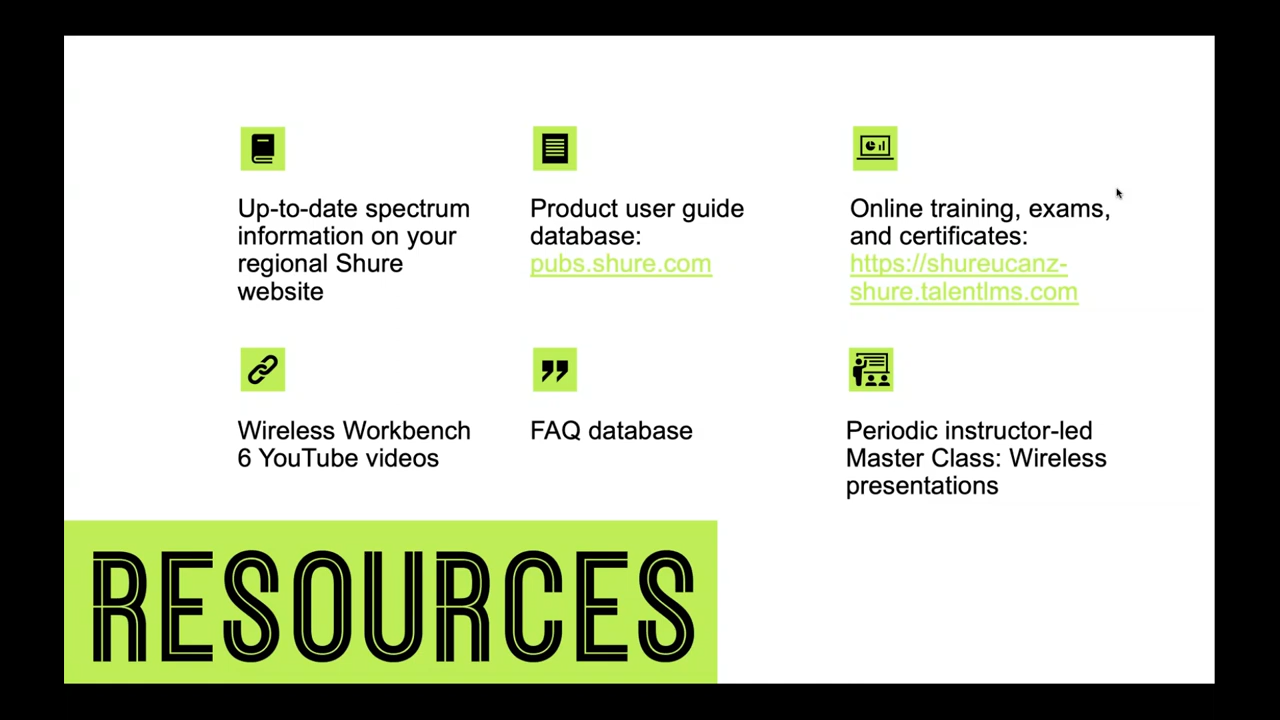 Up-to-date spectrum
information on your
regional Shure
website
Product user guide
database:
pubs.shure.com
Online training, exams,
and certificates:
https://shureucanz-
shure.talentlms.com
Wireless Workbench
6 YouTube videos
FAQ database
Periodic instructor-led
Master Class: Wireless
presentations
RESOURCES